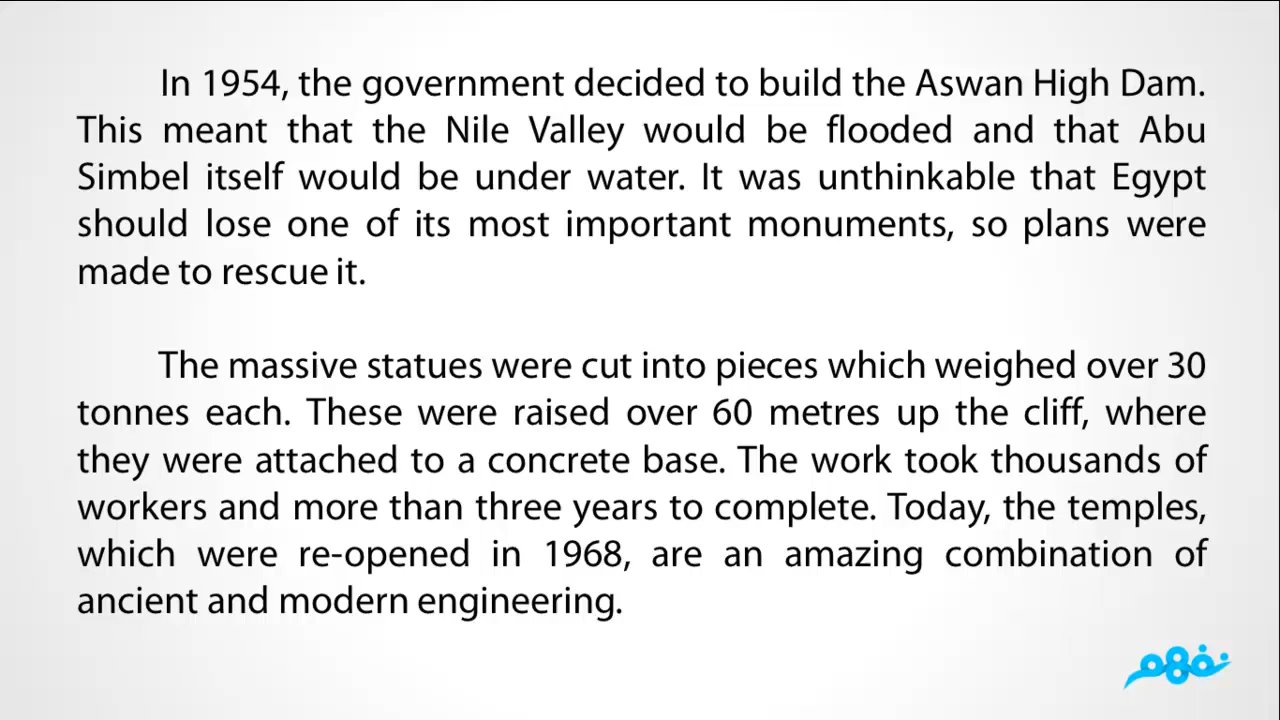 In 1954, the government decided to build the Aswan High Dam.
This meant that the Nile Valley would be flooded and that Abu
Simbel itself would be under water. It was unthinkable that Egypt
should lose one of its most important monuments, so plans were
made to rescue it.
The massive statues were cut into pieces which weighed over 30
tonnes each. These were raised over 60 metres up the cliff, where
they were attached to a concrete base. The work took thousands of
workers and more than three years to complete. Today, the temples,
which were re-opened in 1968, are an amazing combination of
ancient and modern engineering.
نفهم